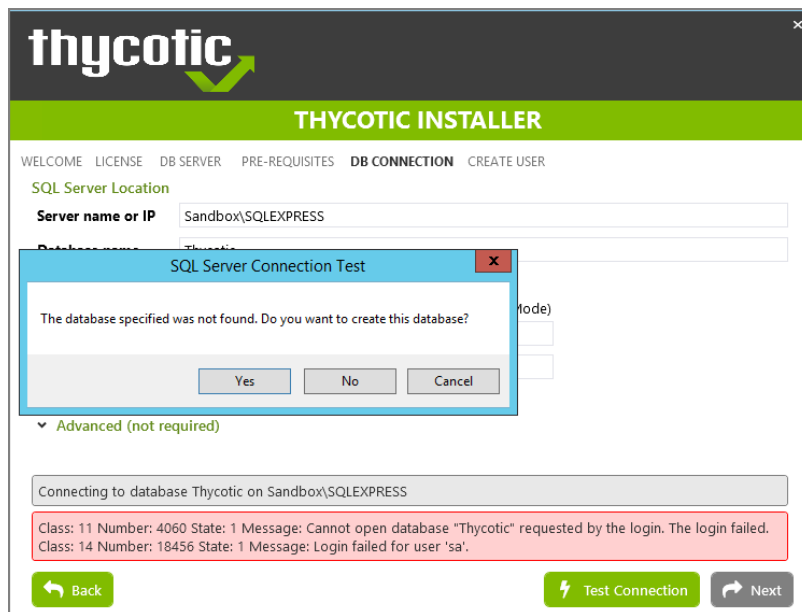 thycotic
THYCOTIC INSTALLER
WELCOME LICENSE DB SERVER PRE-REQUISITES DB CONNECTION CREATE USER
SQL Server Location
Server name or IP Sandbox\SQLEXPRESS
SQL Server Connection Test
The database specified was not found. Do you want to create this database?
Mode)
Yes No Cancel
Advanced (not required)
Connecting to database Thycotic on Sandbox\SQLEXPRESS
Class: 11 Number: 4060 State: 1 Message: Cannot open database "Thycotic" requested by the login. The login failed.
Class: 14 Number: 18456 State: 1 Message: Login failed for user 'sa'.
Back Test Connection Next